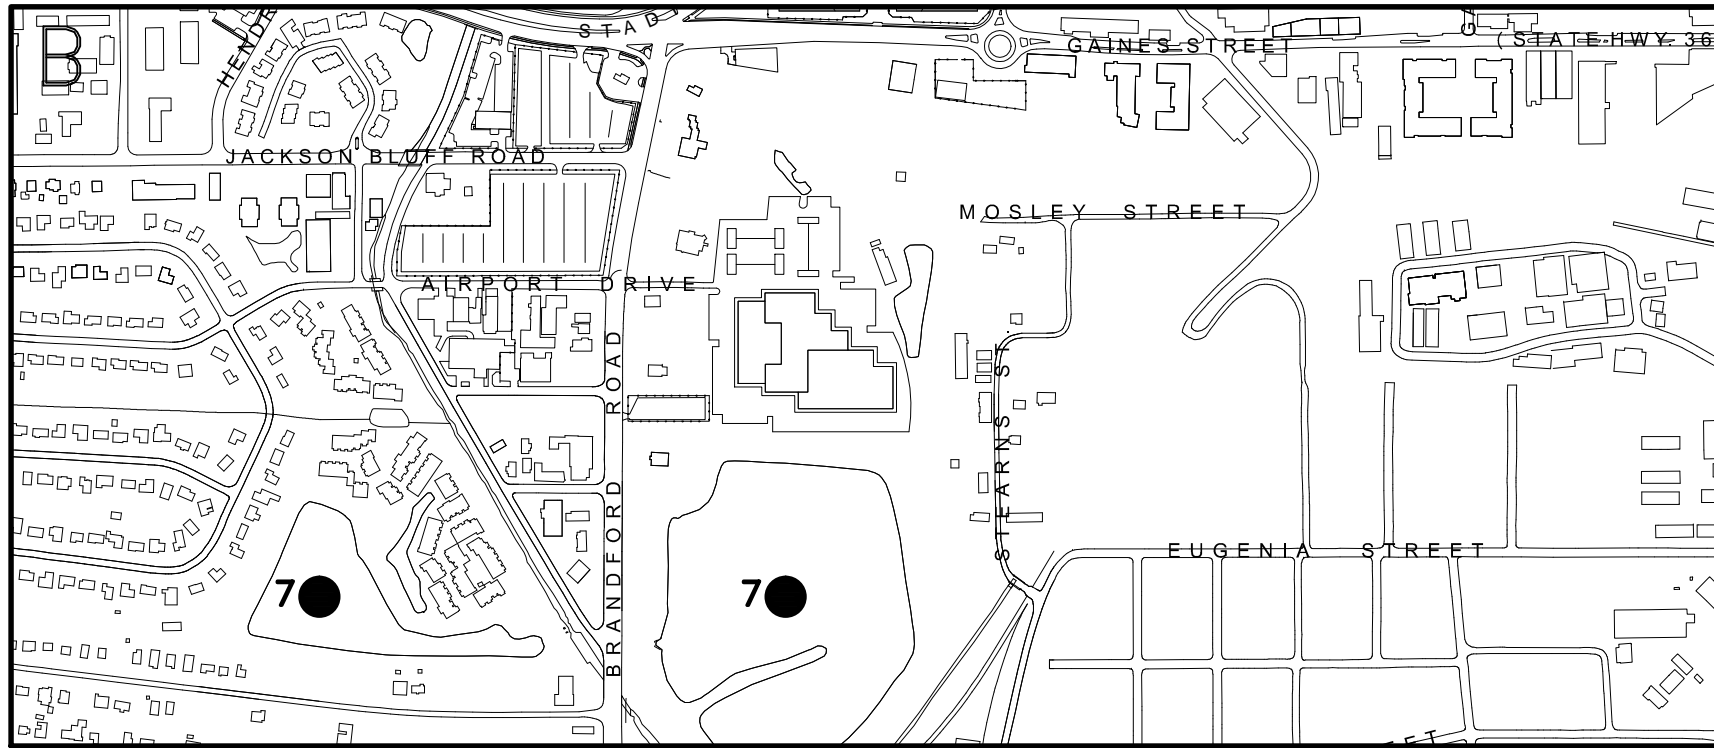 B
HENDR
STAD
GAINES STREET
(STATE HWY. 36
JACKSON BLUFF ROAD
MOSLEY STREET
AIRPORT DRIVE
BRANDFORD ROAD
STEARNS ST.
EUGENIA STREET
7
7